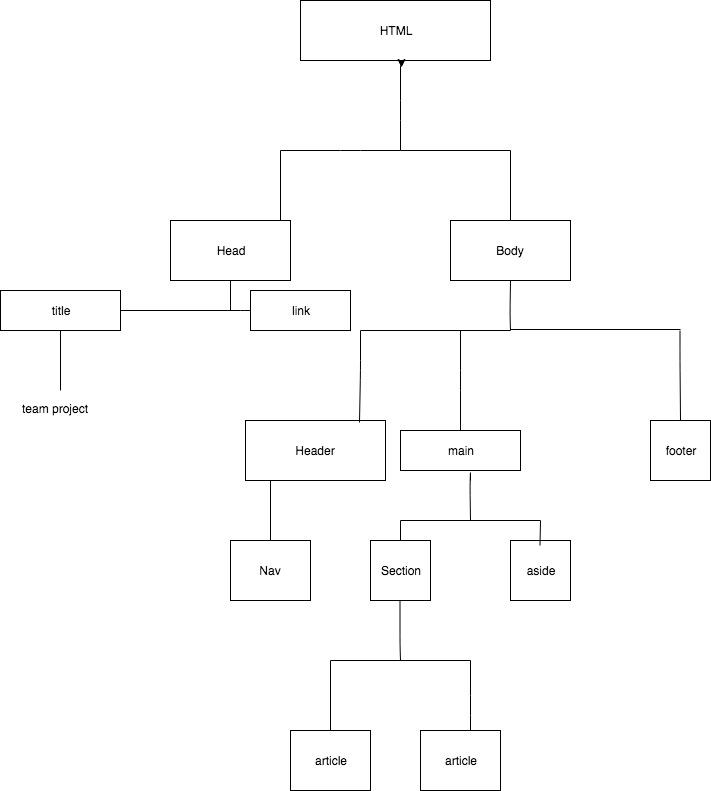 HTML
Head
Body
title
link
team project
Header
main
footer
Nav
Section
aside
article
article